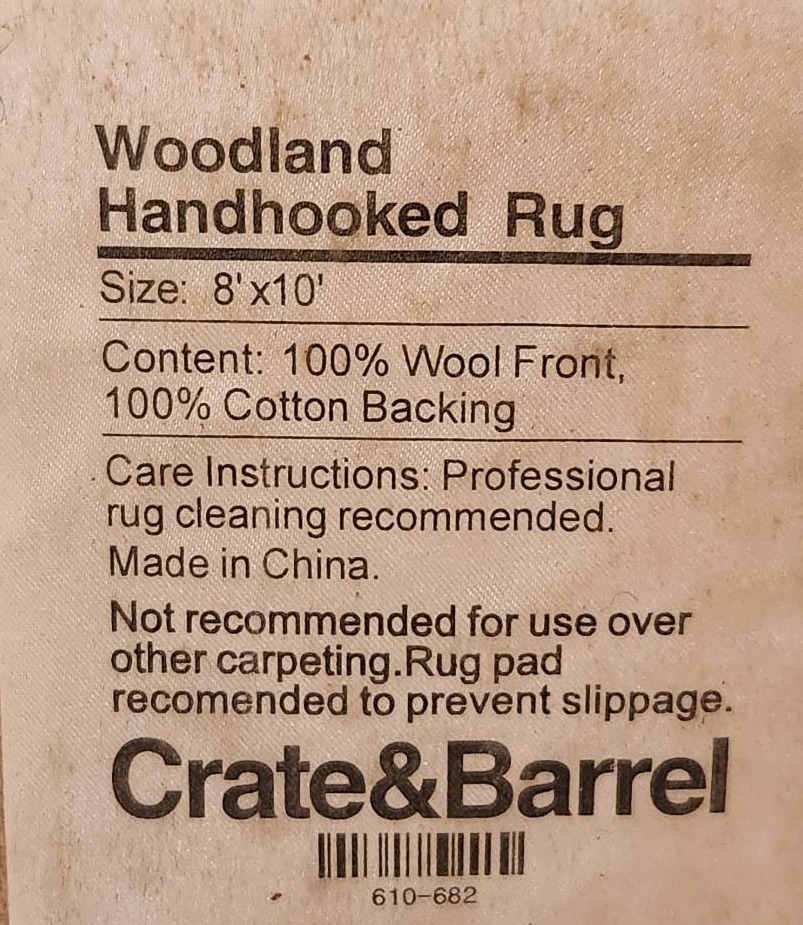 Woodland
Handhooked Rug
Size: 8'x10'
Content: 100% Wool Front,
100% Cotton Backing
Care Instructions: Professional
rug cleaning recommended.
Made in China.
Not recommended for use over
other carpeting.Rug pad
recomended to prevent slippage.
Crate&Barrel
610-682